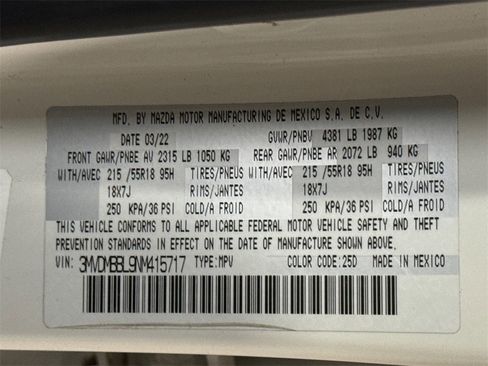 MFD. BY MAZDA MOTOR MANUFACTURING DE MEXICO S.A. DE C.V.
DATE 03/22 GVWR/PNBV 4381 LB 1987 KG
FRONT GAWR/PNBE AV 2315 LB 1050 KG REAR GAWR/PNBE AR 2072 LB 940 KG
WITH/AVEC 215 /55R18 95H TIRES/PNEUS WITH/AVEC 215 /55R18 95H TIRES/PNEUS
18X7J RIMS/JANTES 18X7J RIMS/JANTES
250 KPA/36 PSI COLD/A FROID 250 KPA/36 PSI COLD/A FROID
THIS VEHICLE CONFORMS TO ALL APPLICABLE FEDERAL MOTOR VEHICLE SAFETY AND THEFT
PREVENTION STANDARDS IN EFFECT ON THE DATE OF MANUFACTURE SHOWN ABOVE.
VIN: 3MVDMBBL9NM415717 TYPE:MPV COLOR CODE:25D MADE IN MEXICO